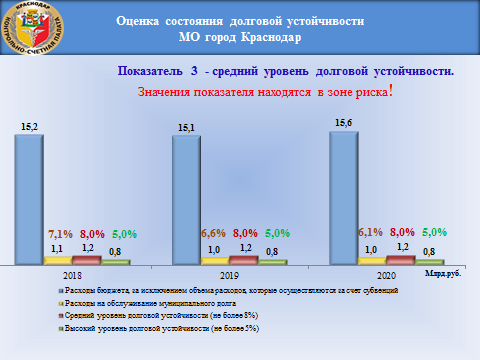 КРАСНОДАР
КОНТРОЛЬНО-СЧЕТНАЯ ПАЛАТА
Оценка состояния долговой устойчивости
МО город Краснодар
Показатель 3 - средний уровень долговой устойчивости.
Значения показателя находятся в зоне риска!
15,2 15,1 15,6
7,1% 8,0% 5,0% 6,6% 8,0% 5,0% 6,1% 8,0% 5,0%
1,1 1,2 0,8 1,0 1,2 0,8 1,0 1,2 0,8
2018 2019 2020 Млрд.руб.
Расходы бюджета, за исключением объема расходов, которые осуществляются за счет субвенций
Расходы на обслуживание муниципального долга
Средний уровень долговой устойчивости (не более 8%)
Высокий уровень долговой устойчивости (не более 5%)